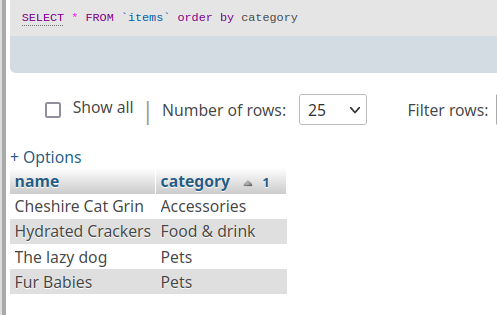 SELECT * FROM `items` order by category
Show all | Number of rows: 25 Filter rows:
+ Options
name category 1
Cheshire Cat Grin Accessories
Hydrated Crackers Food & drink
The lazy dog Pets
Fur Babies Pets